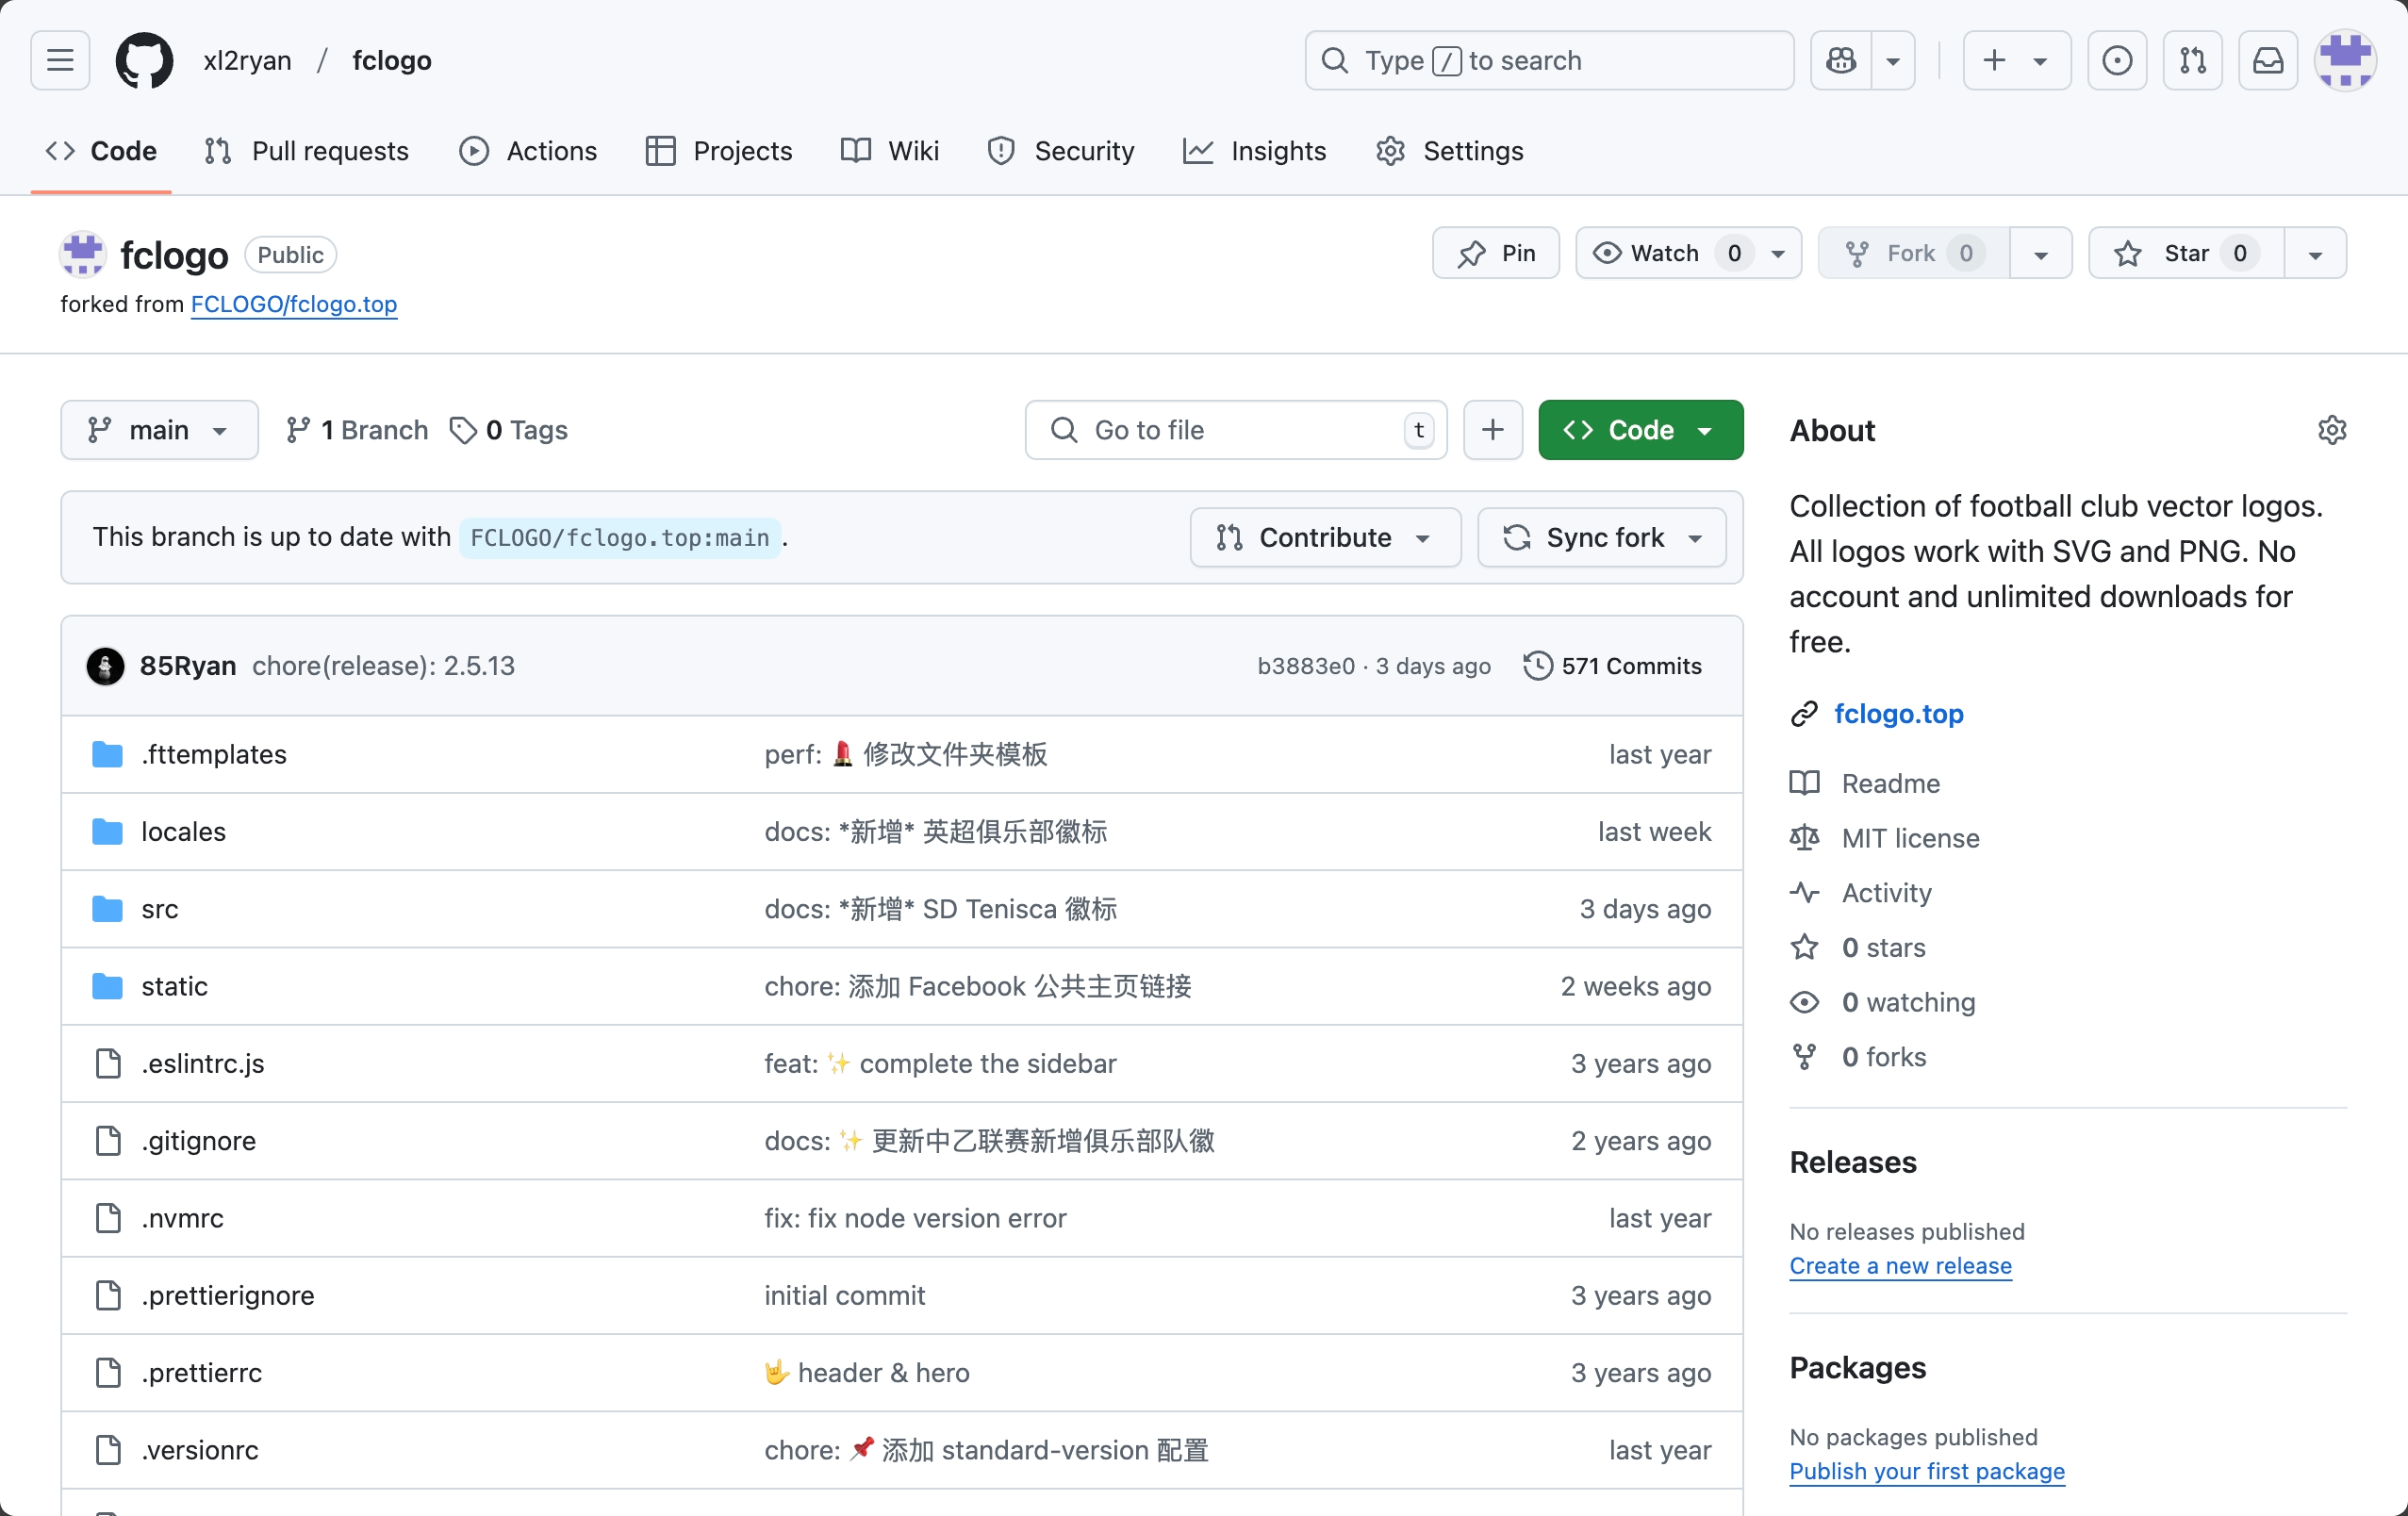 xl2ryan / fclogo
Type / to search
Code Pull requests Actions Projects Wiki Security Insights Settings
fclogo Public
Pin Watch 0 Fork 0 Star 0
forked from FCLOGO/fclogo.top
main 1 Branch 0 Tags
Go to file t
Code
This branch is up to date with FCLOGO/fclogo.top:main.
Contribute Sync fork
85Ryan chore(release): 2.5.13 b3883e0 · 3 days ago 571 Commits
.fttemplates perf: 💄 修改文件夹模板 last year
locales docs: *新增* 英超俱乐部徽标 last week
src docs: *新增* SD Tenisca 徽标 3 days ago
static chore: 添加 Facebook 公共主页链接 2 weeks ago
.eslintrc.js feat: ✨ complete the sidebar 3 years ago
.gitignore docs: ✨ 更新中乙联赛新增俱乐部队徽 2 years ago
.nvmrc fix: fix node version error last year
.prettierignore initial commit 3 years ago
.prettierrc 🤟 header & hero 3 years ago
.versionrc chore: 📌 添加 standard-version 配置 last year
About
Collection of football club vector logos.
All logos work with SVG and PNG. No
account and unlimited downloads for
free.
fclogo.top
Readme
MIT license
Activity
0 stars
0 watching
0 forks
Releases
No releases published
Create a new release
Packages
No packages published
Publish your first package